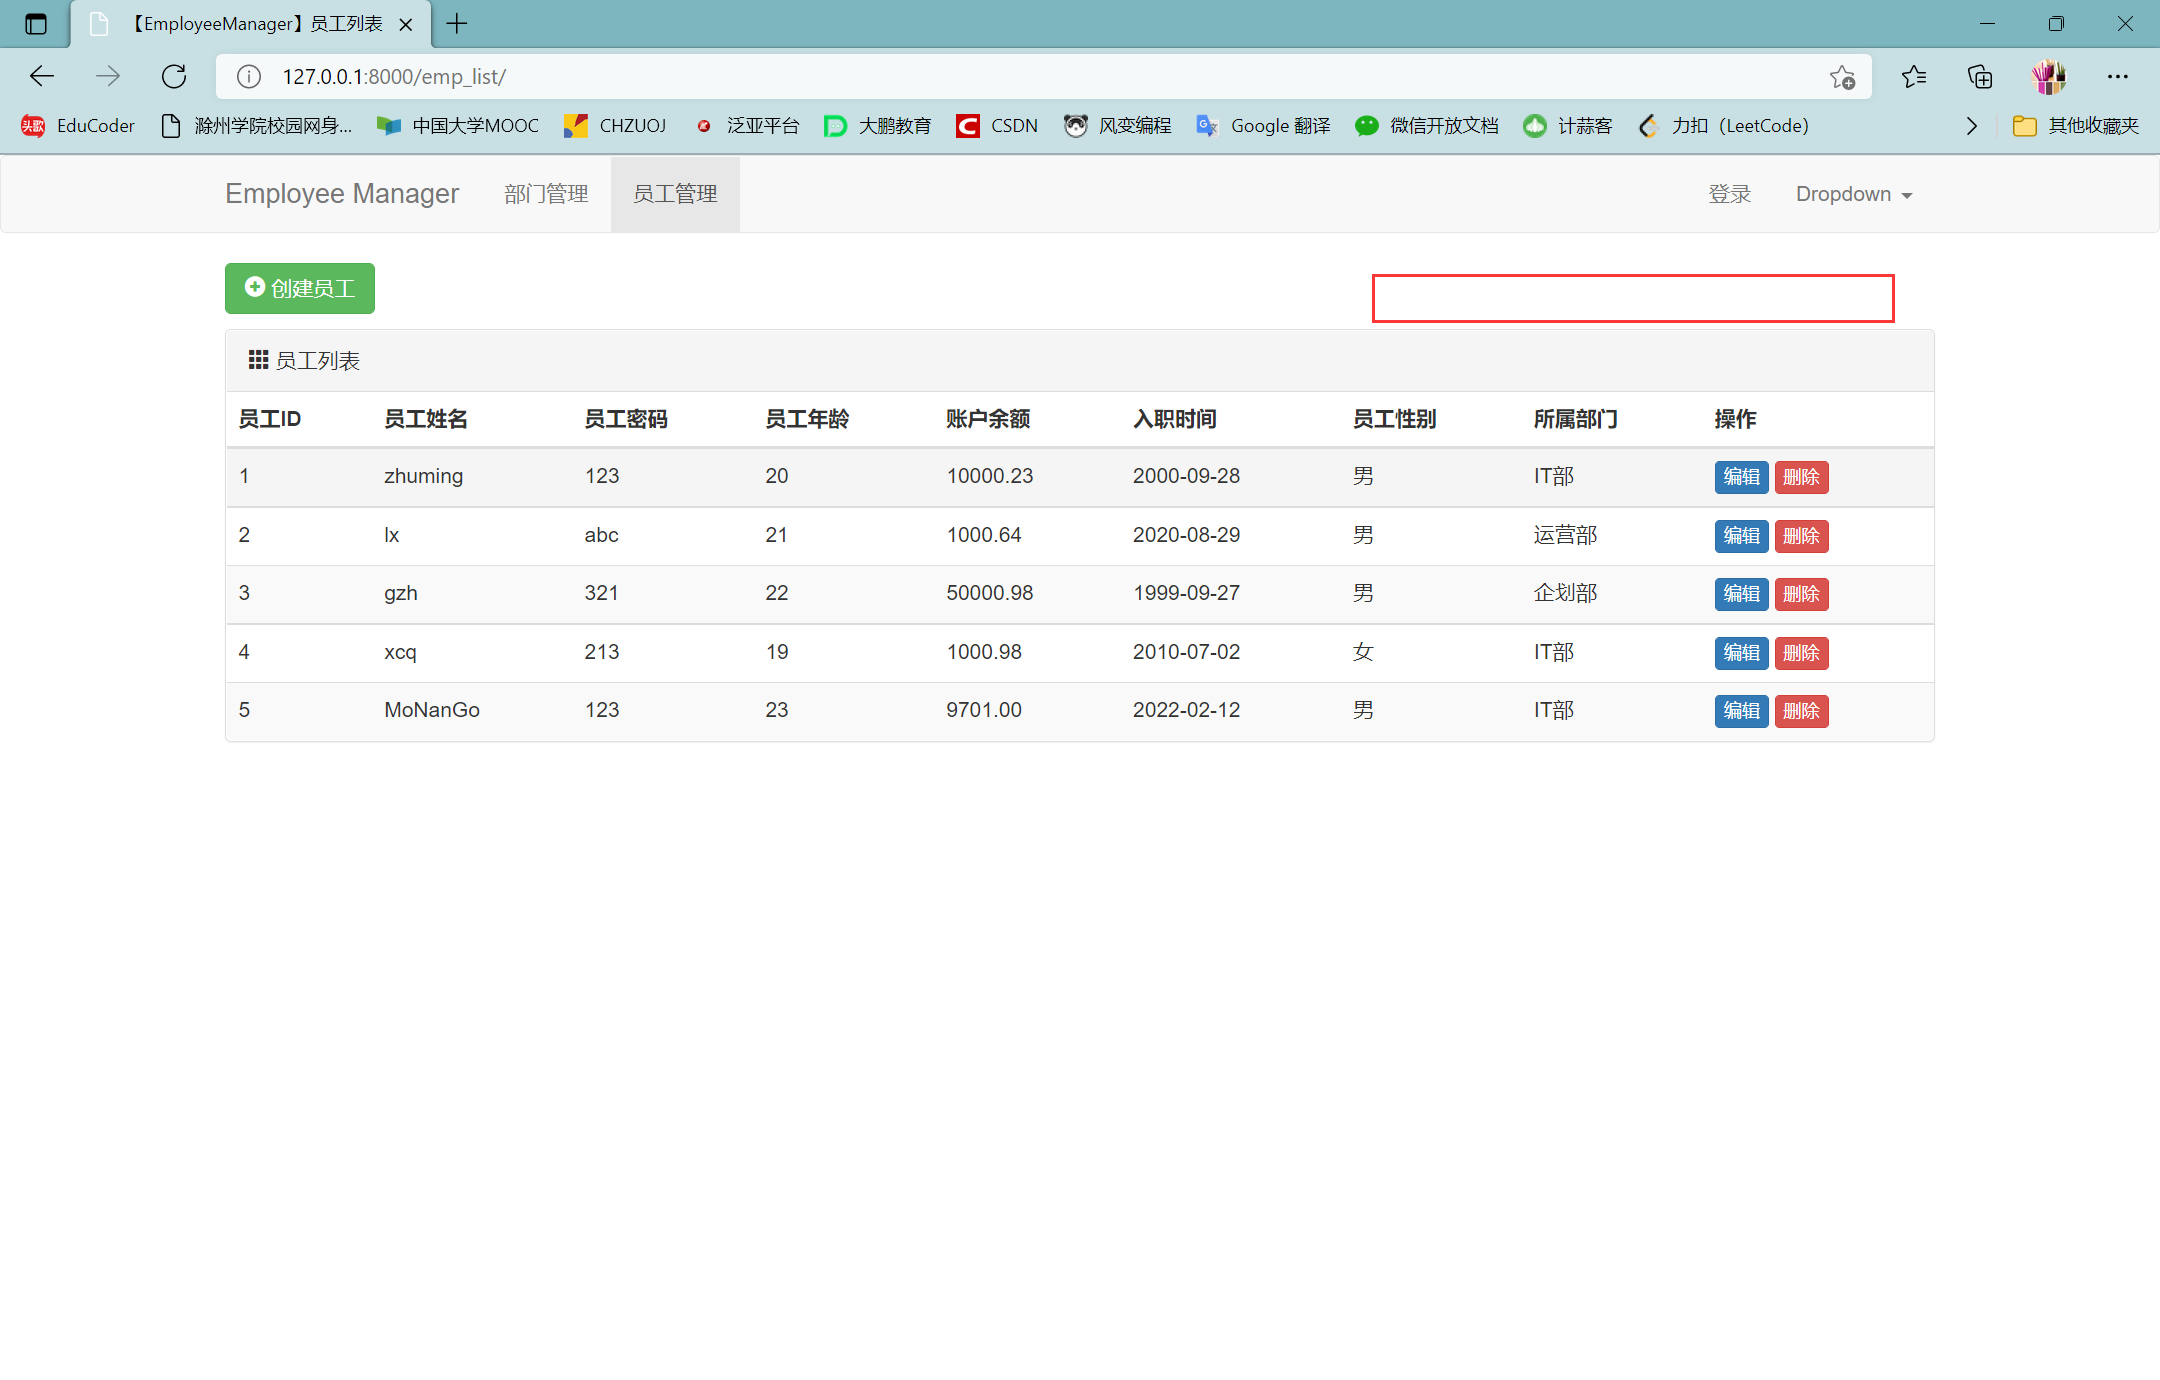 【EmployeeManager】员工列表
127.0.0.1:8000/emp_list/
头歌 EduCoder 滁州学院校园网身... 中国大学MOOC CHZUOJ 泛亚平台 大鹏教育 CSDN 风变编程 Google 翻译 微信开放文档 计蒜客 力扣（LeetCode） 其他收藏夹
Employee Manager 部门管理 员工管理 登录 Dropdown
创建员工
员工列表
员工ID 员工姓名 员工密码 员工年龄 账户余额 入职时间 员工性别 所属部门 操作
1 zhuming 123 20 10000.23 2000-09-28 男 IT部 编辑 删除
2 lx abc 21 1000.64 2020-08-29 男 运营部 编辑 删除
3 gzh 321 22 50000.98 1999-09-27 男 企划部 编辑 删除
4 xcq 213 19 1000.98 2010-07-02 女 IT部 编辑 删除
5 MoNanGo 123 23 9701.00 2022-02-12 男 IT部 编辑 删除